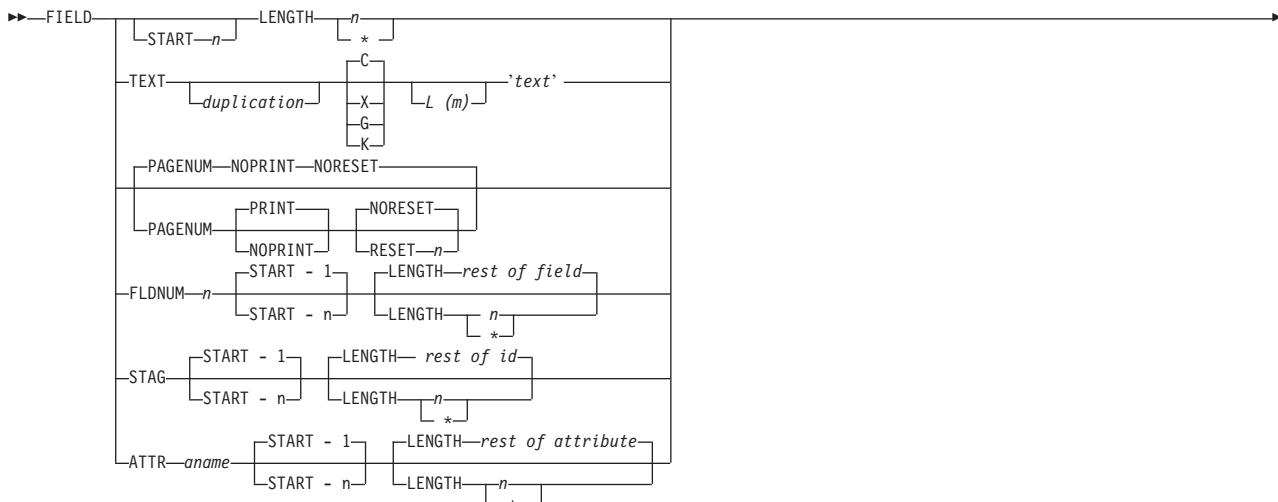 FIELD START n LENGTH n
*
TEXT duplication C L (m) 'text'
X
G
K
PAGENUM NOPRINT NORESET
PAGENUM PRINT NORESET
NOPRINT RESET n
FLDNUM n START - 1 LENGTH rest of field
START - n LENGTH n
*
STAG START - 1 LENGTH rest of id
START - n LENGTH n
*
ATTR aname START - 1 LENGTH rest of attribute
START - n LENGTH n